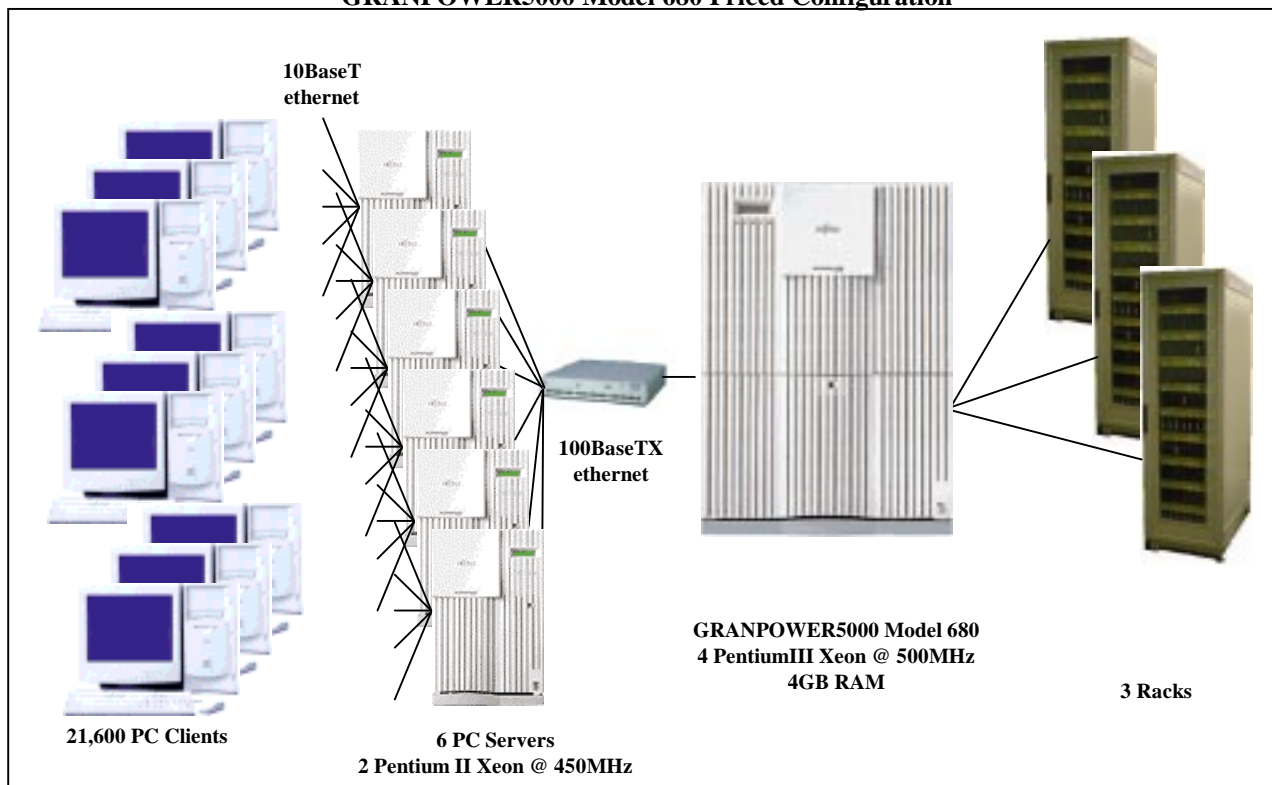 GRANPOWER5000 Model 680 Priced Configuration
10BaseT
ethernet
100BaseTX
ethernet
GRANPOWER5000 Model 680
4 PentiumIII Xeon @ 500MHz
4GB RAM
3 Racks
21,600 PC Clients
6 PC Servers
2 Pentium II Xeon @ 450MHz